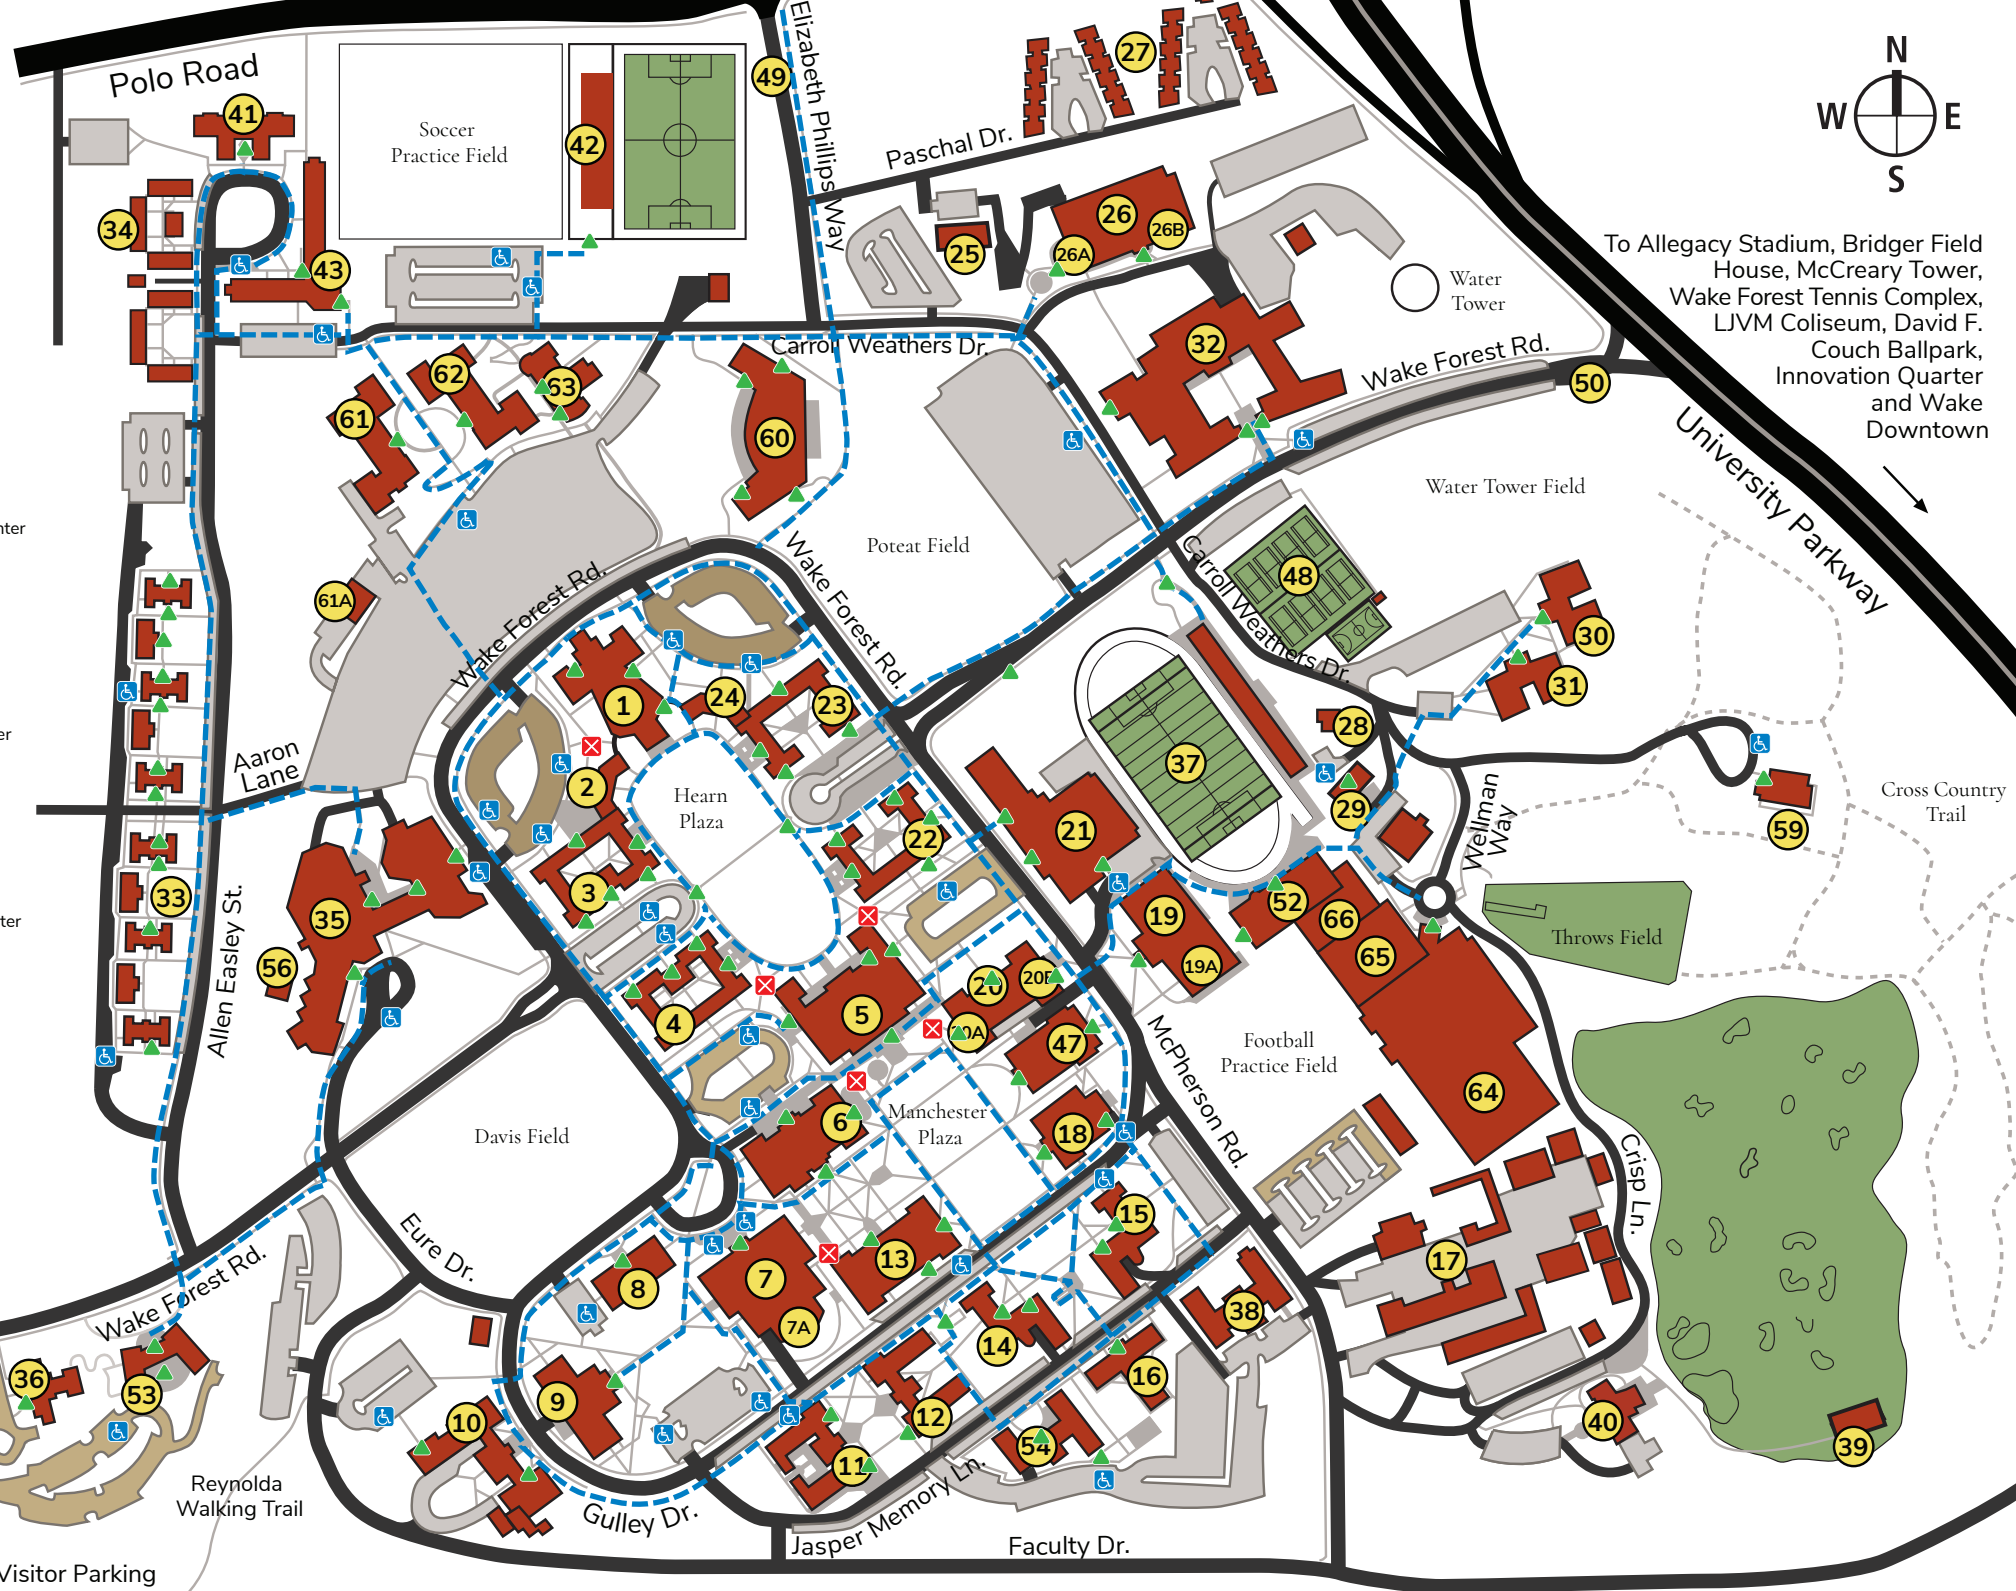 Polo Road
Elizabeth Phillips Way
49
27
N
W
E
S
41
Soccer
Practice Field
42
Paschal Dr.
34
43
25
26
26B
26A
Water
Tower
To Allegacy Stadium, Bridger Field
House, McCreary Tower,
Wake Forest Tennis Complex,
LJVM Coliseum, David F.
Couch Ballpark,
Innovation Quarter
and Wake
Downtown
Carroll Weathers Dr.
32
Wake Forest Rd.
50
62
63
61
60
University Parkway
Water Tower Field
Poteat Field
Wake Forest Rd.
Carroll Weathers Dr.
48
nter
61A
Wake Forest Rd.
30
31
1
24
23
28
er
Aaron
Lane
37
2
Hearn
Plaza
29
Wellman
Way
59
Cross Country
Trail
21
22
3
33
35
19
52
66
65
ter
56
Allen Easley St.
19A
Throws Field
20
20A
4
5
47
McPherson Rd.
Football
Practice Field
64
Davis Field
6
Manchester
Plaza
18
Crisp Ln.
Eure Dr.
15
17
Wake Forest Rd.
8
7
13
7A
38
14
36
53
9
16
10
12
11
54
40
39
Reynolda
Walking Trail
Gulley Dr.
Jasper Memory Ln.
Faculty Dr.
Visitor Parking